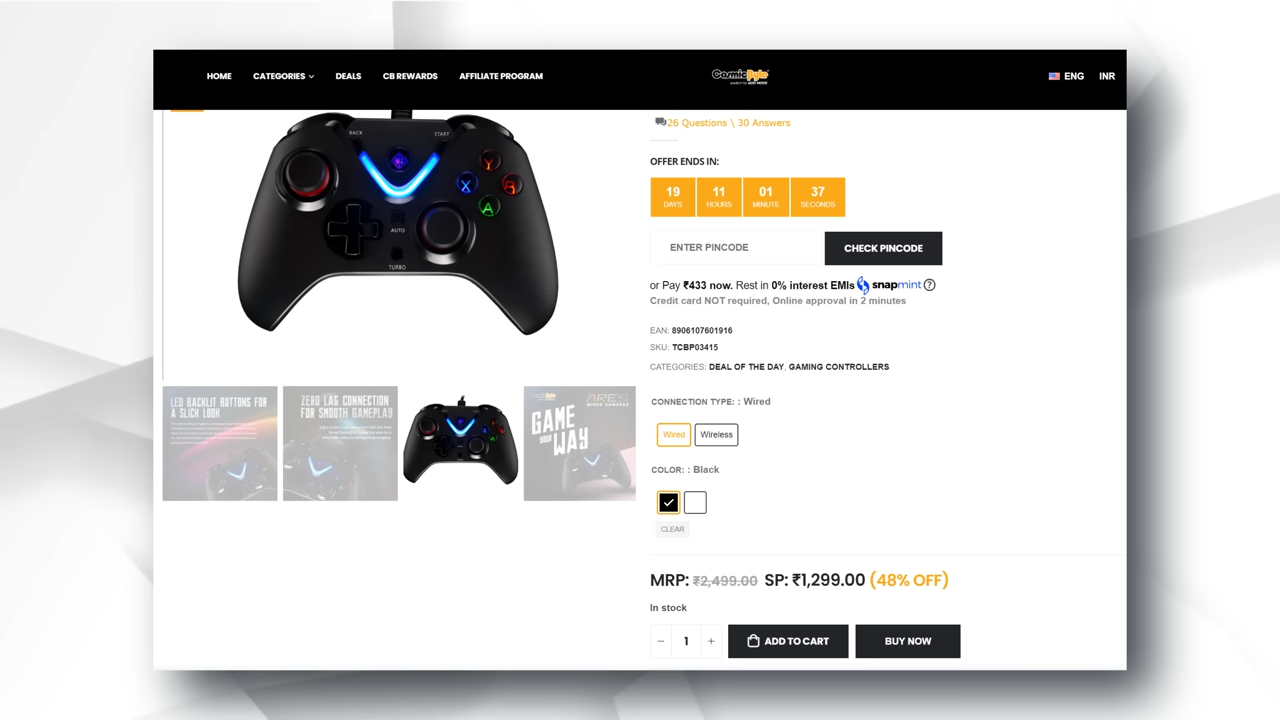 HOME CATEGORIES DEALS CB REWARDS AFFILIATE PROGRAM
CosmicByte
ENG INR
BACK START
Y
X B
A
AUTO
TURBO
LED BACKLIT BUTTONS FOR
A SLICK LOOK
ZERO LAG CONNECTION
FOR SMOOTH GAMEPLAY
ARES
WIRED GAMEPAD
GAME
YOUR
WAY
26 Questions \ 30 Answers
OFFER ENDS IN:
19 11 01 37
DAYS HOURS MINUTE SECONDS
ENTER PINCODE CHECK PINCODE
or Pay ₹433 now. Rest in 0% interest EMIs snapmint ?
Credit card NOT required, Online approval in 2 minutes
EAN: 8906107601916
SKU: TCBP03415
CATEGORIES: DEAL OF THE DAY, GAMING CONTROLLERS
CONNECTION TYPE: : Wired
Wired Wireless
COLOR: : Black
CLEAR
MRP: ₹2,499.00 SP: ₹1,299.00 (48% OFF)
In stock
− 1 + ADD TO CART BUY NOW